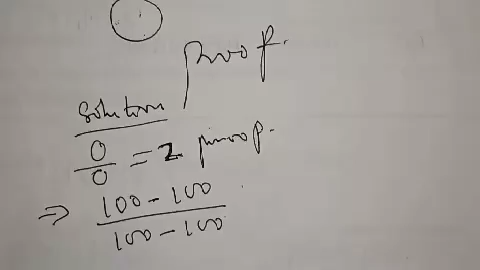 proof.
Solution
0/0 = 2 proof.
⇒ 100 - 100 / 100 - 100